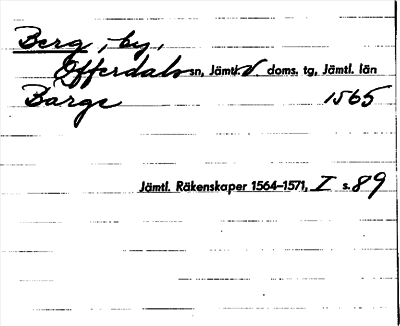 Berg, by,
Offerdals sn, Jämtl. V. doms. tg, Jämtl. län
Barge 1565
Jämtl. Räkenskaper 1564–1571, I s. 89